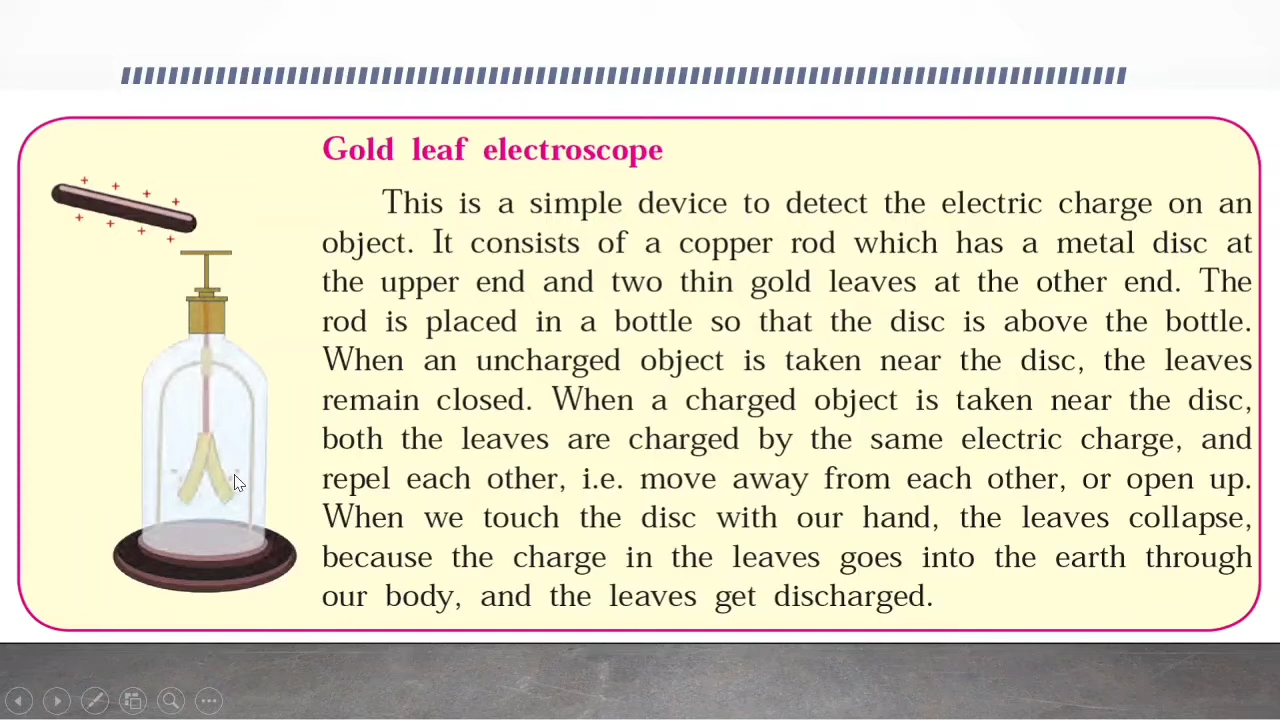 Gold leaf electroscope
This is a simple device to detect the electric charge on an
object. It consists of a copper rod which has a metal disc at
the upper end and two thin gold leaves at the other end. The
rod is placed in a bottle so that the disc is above the bottle.
When an uncharged object is taken near the disc, the leaves
remain closed. When a charged object is taken near the disc,
both the leaves are charged by the same electric charge, and
repel each other, i.e. move away from each other, or open up.
When we touch the disc with our hand, the leaves collapse,
because the charge in the leaves goes into the earth through
our body, and the leaves get discharged.